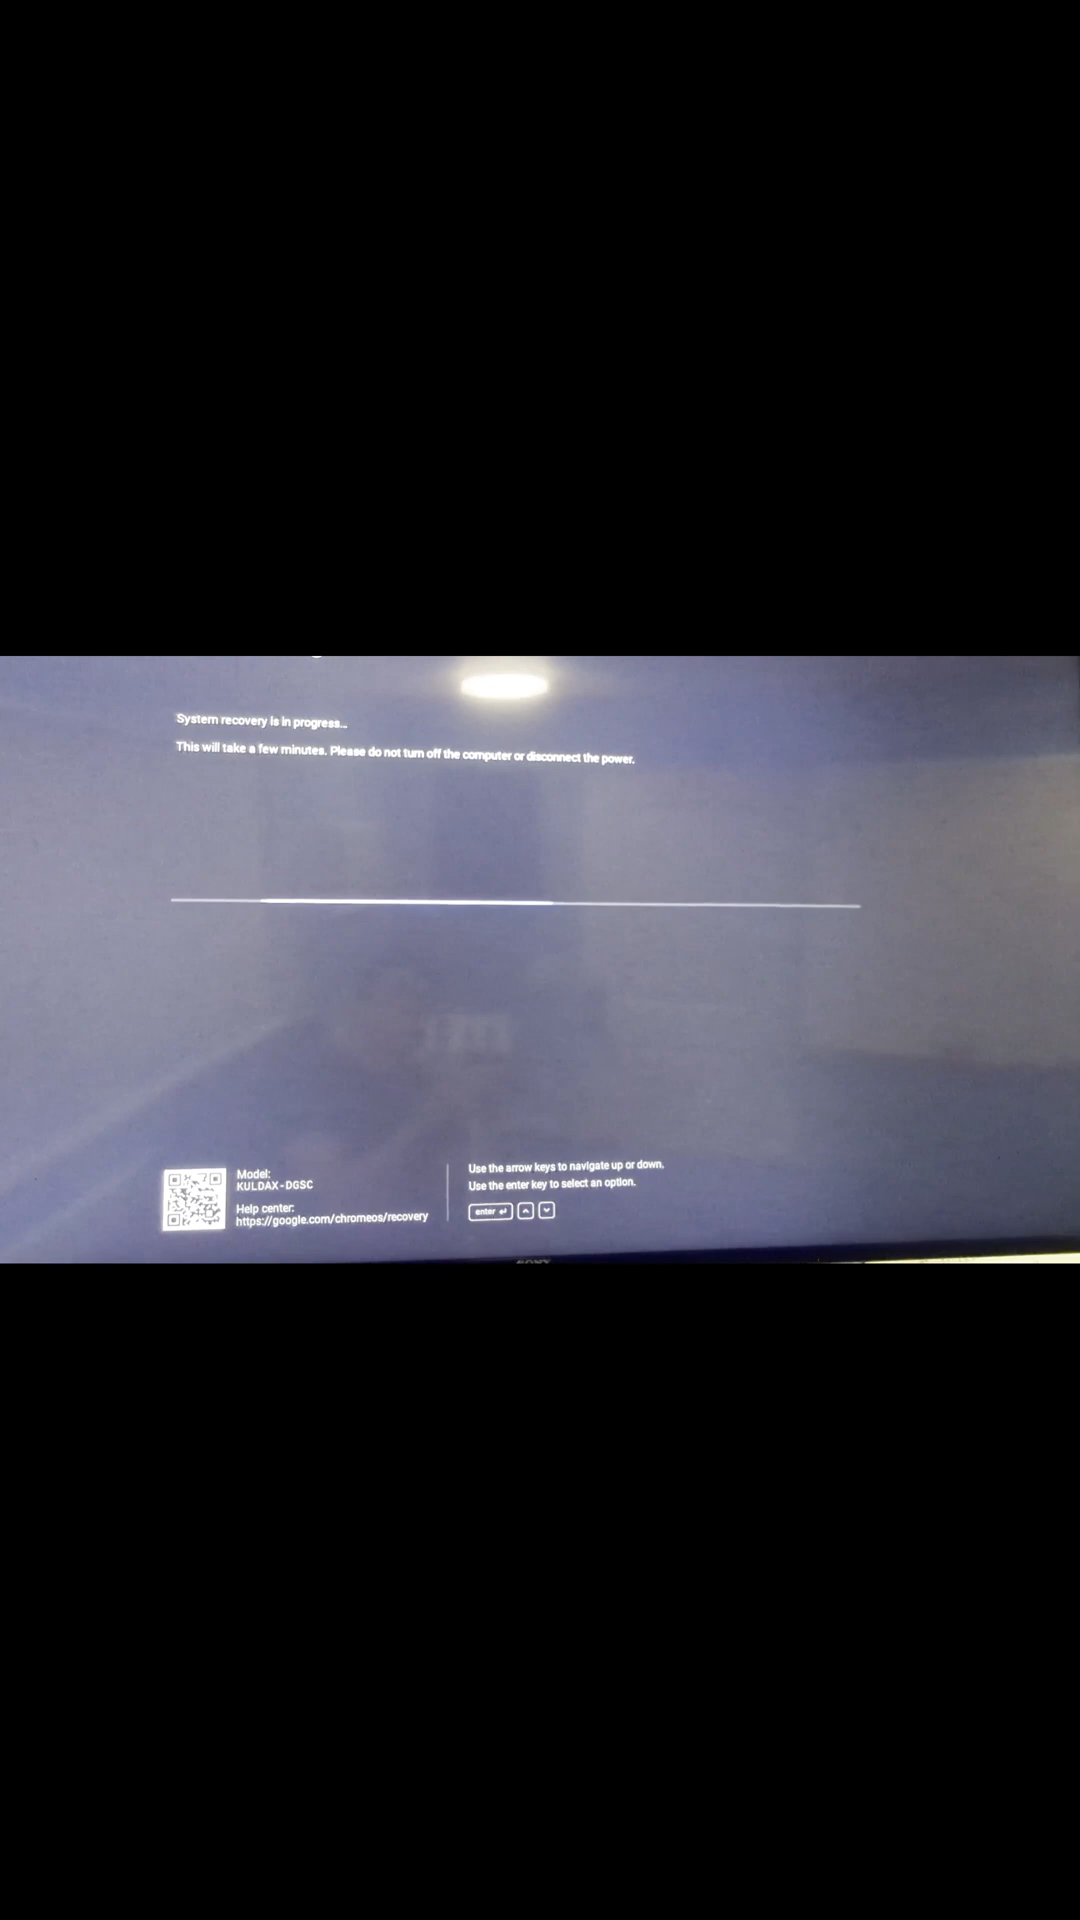 System recovery is in progress...
This will take a few minutes. Please do not turn off the computer or disconnect the power.
Model:
KULDAX-DGSC
Help center:
https://google.com/chromeos/recovery
Use the arrow keys to navigate up or down.
Use the enter key to select an option.
enter
SONY